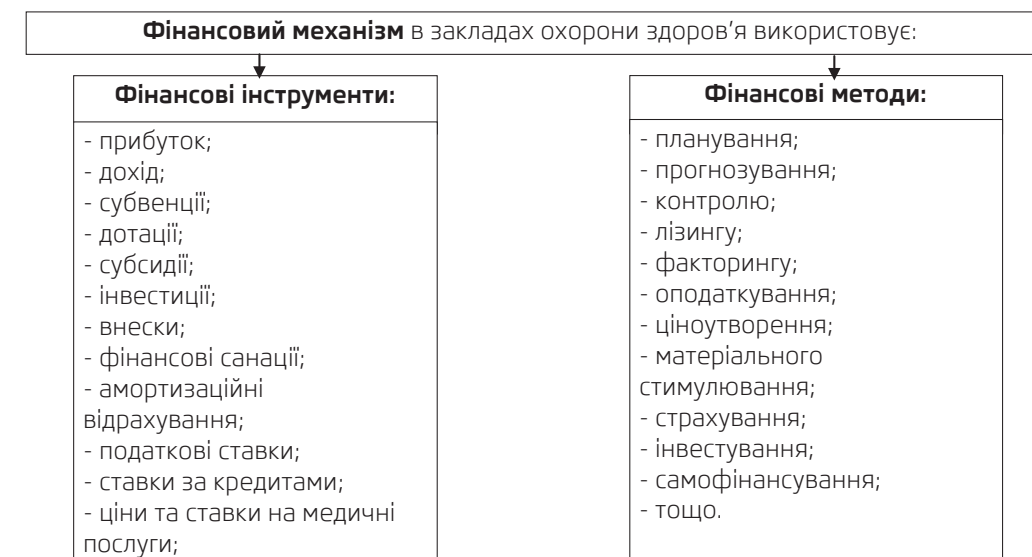 Фінансовий механізм в закладах охорони здоров’я використовує:
Фінансові інструменти:
- прибуток;
- дохід;
- субвенції;
- дотації;
- субсидії;
- інвестиції;
- внески;
- фінансові санації;
- амортизаційні
відрахування;
- податкові ставки;
- ставки за кредитами;
- ціни та ставки на медичні
послуги;
Фінансові методи:
- планування;
- прогнозування;
- контролю;
- лізингу;
- факторингу;
- оподаткування;
- ціноутворення;
- матеріального
стимулювання;
- страхування;
- інвестування;
- самофінансування;
- тощо.